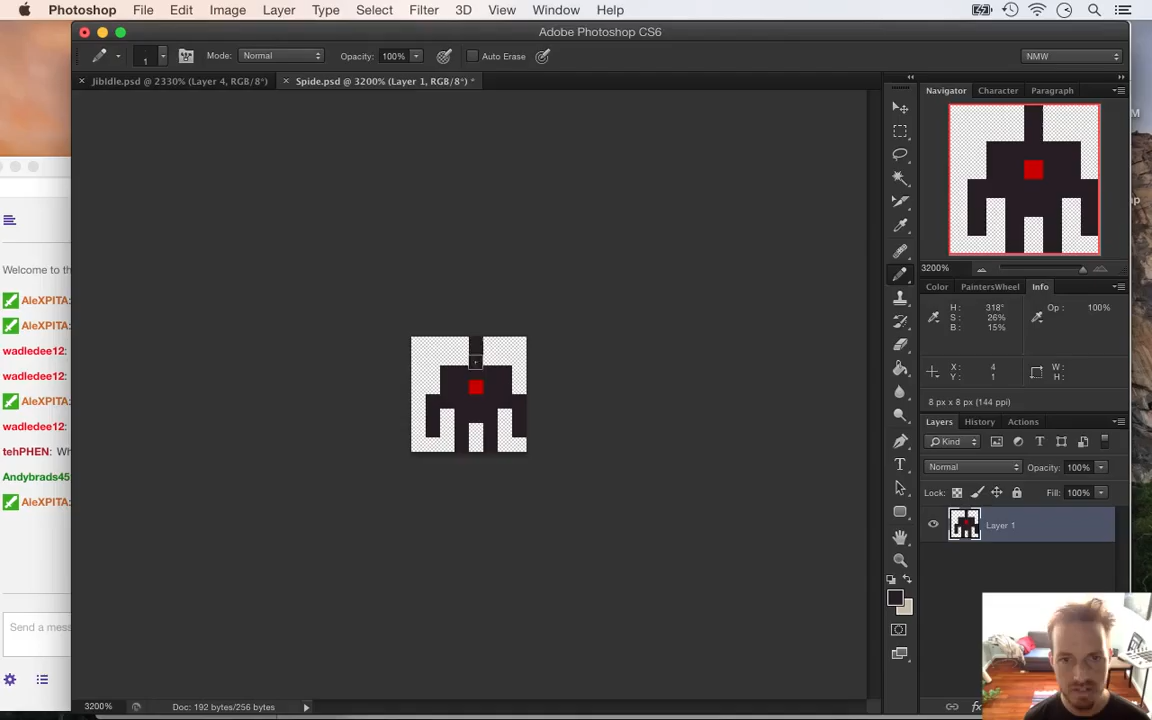 Photoshop File Edit Image Layer Type Select Filter 3D View Window Help
Adobe Photoshop CS6
1 Mode: Normal Opacity: 100% Auto Erase NMW
× JibIdle.psd @ 2330% (Layer 4, RGB/8*) × Spide.psd @ 3200% (Layer 1, RGB/8*) *
Navigator Character Paragraph
3200%
Color PaintersWheel Info
H: 318° Op: 100%
S: 26%
B: 15%
X: 4 W:
Y: 1 H:
8 px x 8 px (144 ppi)
Layers History Actions
Kind
Normal Opacity: 100%
Lock: Fill: 100%
Layer 1
fx
Welcome to th
AleXPITA:
AleXPITA:
wadledee12:
wadledee12:
AleXPITA:
wadledee12:
tehPHEN: Wh
Andybrads45
AleXPITA:
Send a mess
3200% Doc: 192 bytes/256 bytes